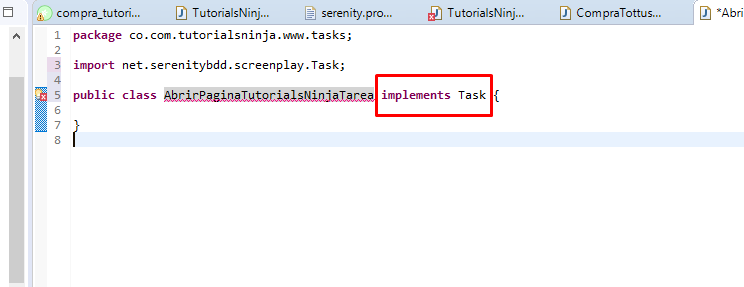 compra_tutori... TutorialsNinj... serenity.pro... TutorialsNinj... CompraTottus... *Abri
1 package co.com.tutorialsninja.www.tasks;
2
3 import net.serenitybdd.screenplay.Task;
4
5 public class AbrirPaginaTutorialsNinjaTarea implements Task {
6
7 }
8